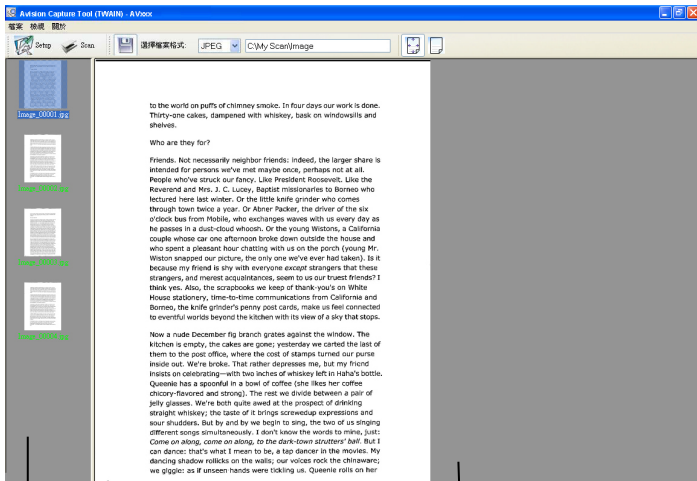 Avision Capture Tool (TWAIN) - AVxxx
檔案 檢視 關於
Setup Scan 選擇檔案格式: JPEG C:\My Scan\Image
Image_00001.jpg
to the world on puffs of chimney smoke. In four days our work is done.
Thirty-one cakes, dampened with whiskey, bask on windowsills and
shelves.
Who are they for?
Friends. Not necessarily neighbor friends: indeed, the larger share is
intended for persons we've met maybe once, perhaps not at all.
People who've struck our fancy. Like President Roosevelt. Like the
Reverend and Mrs. J. C. Lucey, Baptist missionaries to Borneo who
lectured here last winter. Or the little knife grinder who comes
through town twice a year. Or Abner Packer, the driver of the six
o'clock bus from Mobile, who exchanges waves with us every day as
he passes in a dust-cloud whoosh. Or the young Wistons, a California
couple whose car one afternoon broke down outside the house and
who spent a pleasant hour chatting with us on the porch (young Mr.
Wiston snapped our picture, the only one we've ever had taken). Is it
because my friend is shy with everyone except strangers that these
strangers, and merest acquaintances, seem to us our truest friends? I
think yes. Also, the scrapbooks we keep of thank-you's on White
House stationery, time-to-time communications from California and
Borneo, the knife grinder's penny post cards, make us feel connected
to eventful worlds beyond the kitchen with its view of a sky that stops.
Now a nude December fig branch grates against the window. The
kitchen is empty, the cakes are gone; yesterday we carted the last of
them to the post office, where the cost of stamps turned our purse
inside out. We're broke. That rather depresses me, but my friend
insists on celebrating—with two inches of whiskey left in Haha's bottle.
Queenie has a spoonful in a bowl of coffee (she likes her coffee
chicory-flavored and strong). The rest we divide between a pair of
jelly glasses. We're both quite awed at the prospect of drinking
straight whiskey; the taste of it brings screwedup expressions and
sour shudders. But by and by we begin to sing, the two of us singing
different songs simultaneously. I don't know the words to mine, just:
Come on along, come on along, to the dark-town strutters' ball. But I
can dance: that's what I mean to be, a tap dancer in the movies. My
dancing shadow rollicks on the walls; our voices rock the chinaware;
we giggle: as if unseen hands were tickling us. Queenie rolls on her